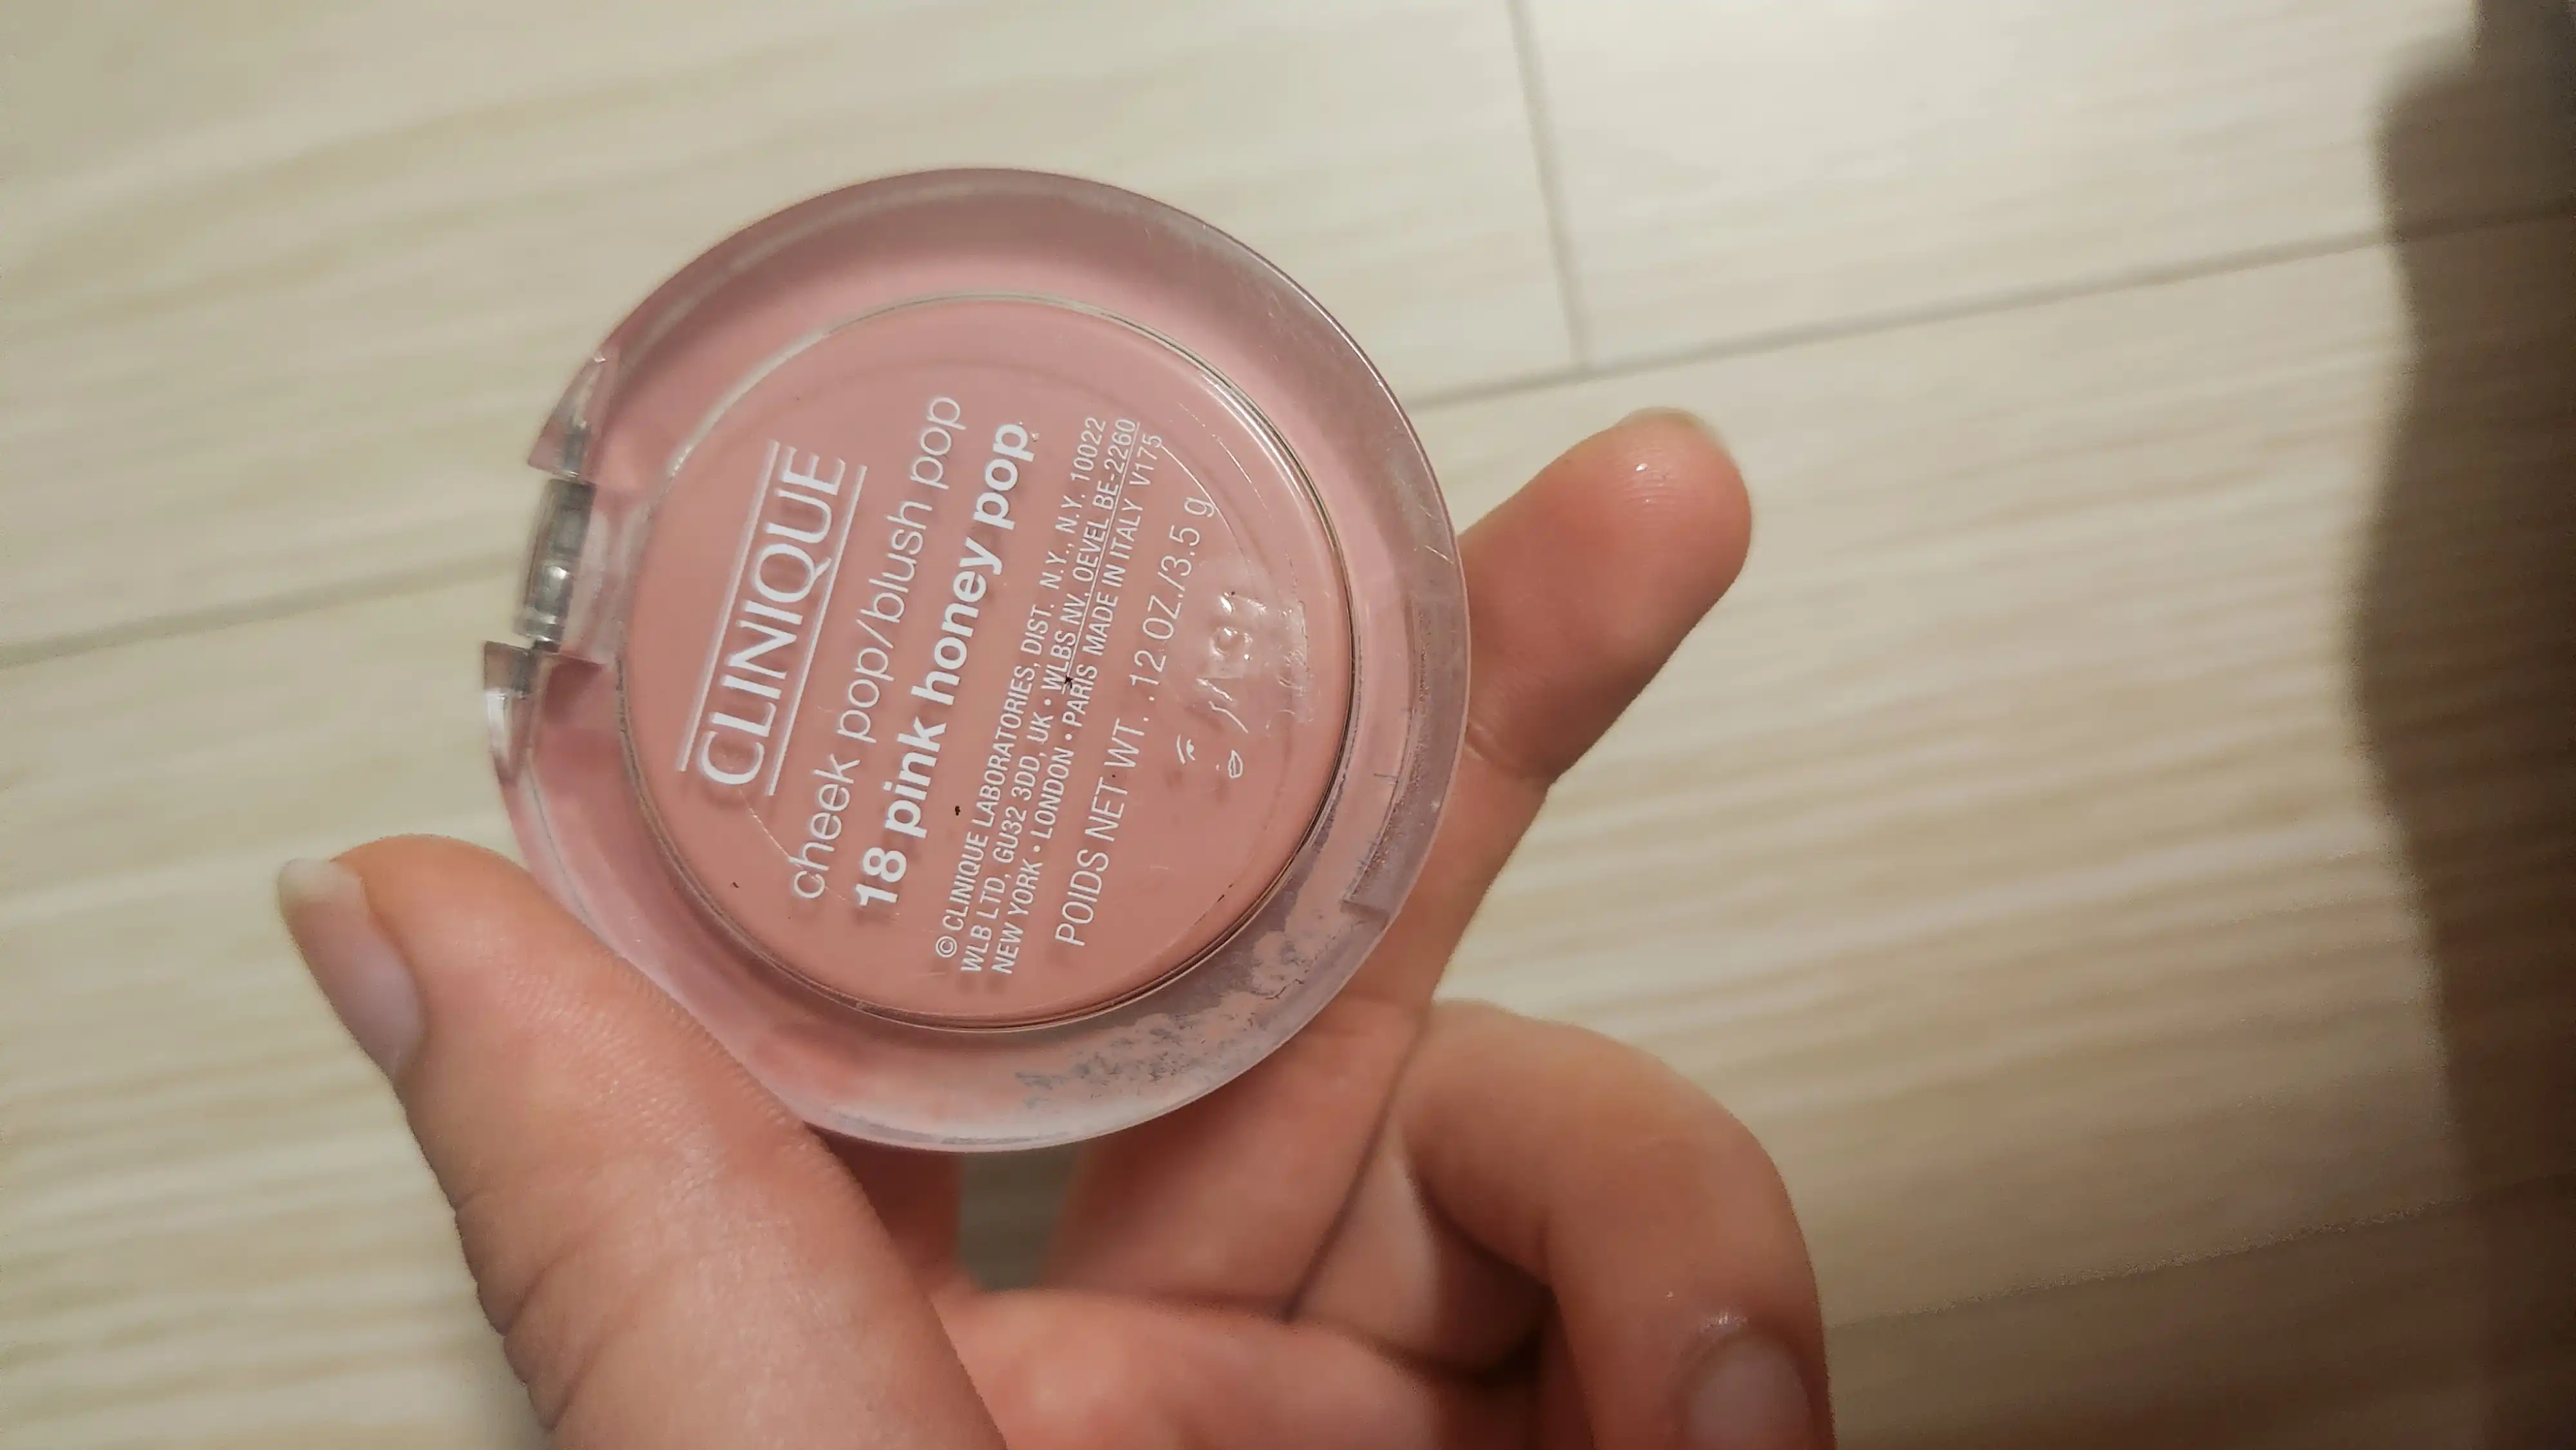 CLINIQUE
cheek pop/blush pop
18 pink honey pop
© CLINIQUE LABORATORIES, DIST. N.Y., N.Y. 10022
WLB LTD, GU32 3DD, UK • WLBS NV, OEVEL BE-2260
NEW YORK • LONDON • PARIS MADE IN ITALY V175
POIDS NET WT. .12 OZ./3.5 g